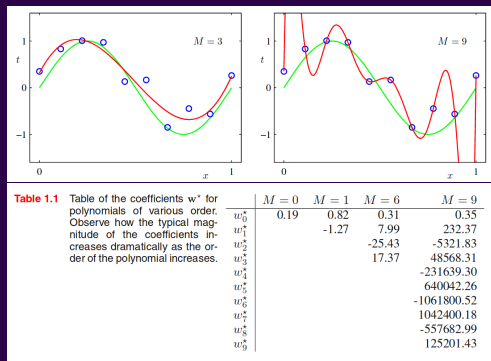 1
t
0
−1
M = 3
0
x
1
1
t
0
−1
M = 9
0
x
1
Table 1.1 Table of the coefficients w* for
polynomials of various order.
Observe how the typical mag-
nitude of the coefficients in-
creases dramatically as the or-
der of the polynomial increases.
M = 0 M = 1 M = 6 M = 9
w*0 0.19 0.82 0.31 0.35
w*1 -1.27 7.99 232.37
w*2 -25.43 -5321.83
w*3 17.37 48568.31
w*4 -231639.30
w*5 640042.26
w*6 -1061800.52
w*7 1042400.18
w*8 -557682.99
w*9 125201.43